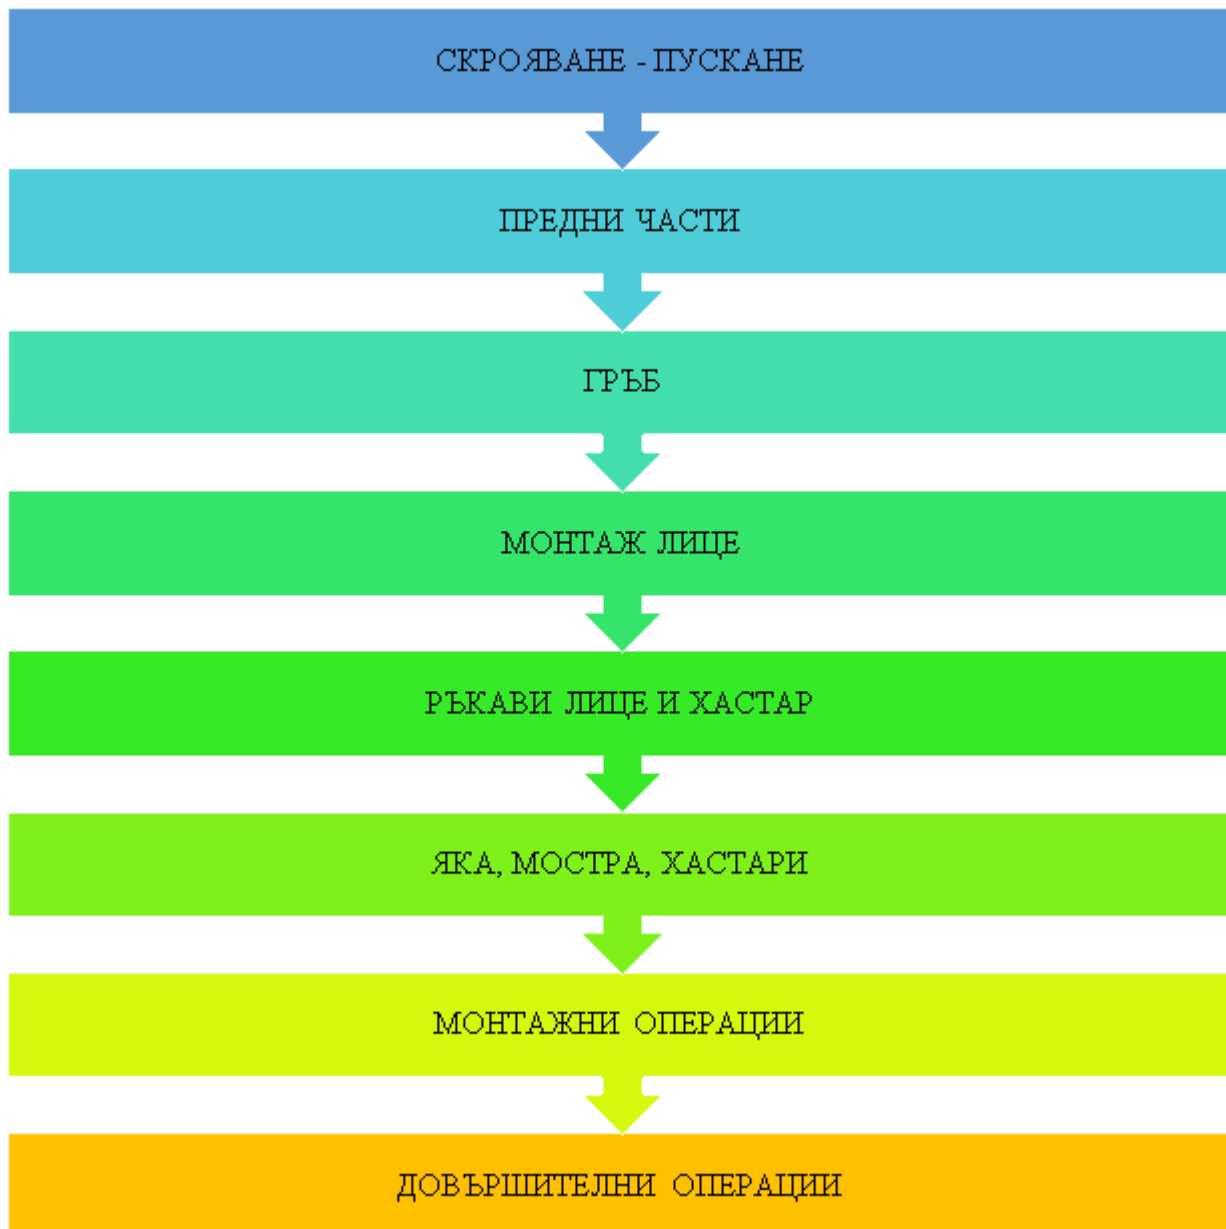 СКРОЯВАНЕ - ПУСКАНЕ
ПРЕДНИ ЧАСТИ
ГРЪБ
МОНТАЖ ЛИЦЕ
РЪКАВИ ЛИЦЕ И ХАСТАР
ЯКА, МОСТРА, ХАСТАРИ
МОНТАЖНИ ОПЕРАЦИИ
ДОВЪРШИТЕЛНИ ОПЕРАЦИИ